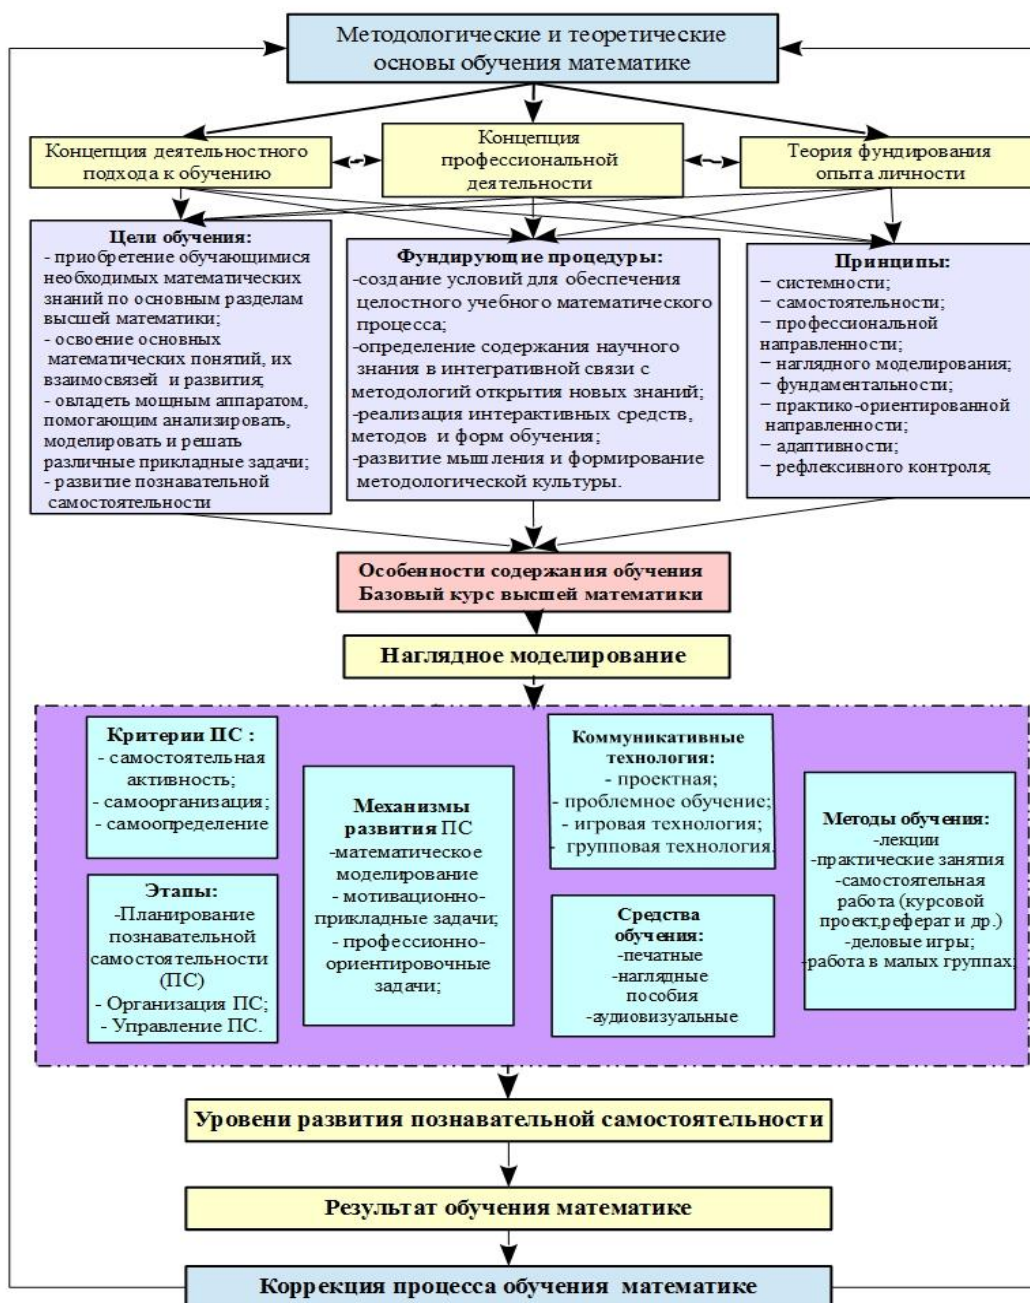 Методологические и теоретические
основы обучения математике
Концепция деятельностного
подхода к обучению
Концепция
профессиональной
деятельности
Теория фундирования
опыта личности
Цели обучения:
- приобретение обучающимися
необходимых математических
знаний по основным разделам
высшей математики;
- освоение основных
математических понятий, их
взаимосвязей и развития;
- овладеть мощным аппаратом,
помогающим анализировать,
моделировать и решать
различные прикладные задачи;
- развитие познавательной
самостоятельности
Фундирующие процедуры:
-создание условий для обеспечения
целостного учебного математического
процесса;
-определение содержания научного
знания в интегративной связи с
методологий открытия новых знаний;
-реализация интерактивных средств,
методов и форм обучения;
-развитие мышления и формирование
методологической культуры.
Принципы:
− системности;
− самостоятельности;
− профессиональной
направленности;
− наглядного моделирования;
− фундаментальности;
− практико-ориентированной
направленности;
− адаптивности;
− рефлексивного контроля;
Особенности содержания обучения
Базовый курс высшей математики
Наглядное моделирование
Критерии ПС :
- самостоятельная
активность;
- самоорганизация;
- самоопределение
Этапы:
-Планирование
познавательной
самостоятельности
(ПС)
- Организация ПС;
- Управление ПС.
Механизмы
развития ПС
-математическое
моделирование
- мотивационно-
прикладные задачи;
- профессионно-
ориентировочные
задачи;
Коммуникативные
технология:
- проектная;
- проблемное обучение;
- игровая технология;
- групповая технология.
Средства
обучения:
-печатные
-наглядные
пособия
-аудиовизуальные
Методы обучения:
-лекции
-практические занятия
-самостоятельная
работа (курсовой
проект,реферат и др.)
-деловые игры;
-работа в малых группах;
Уровени развития познавательной самостоятельности
Результат обучения математике
Коррекция процесса обучения математике